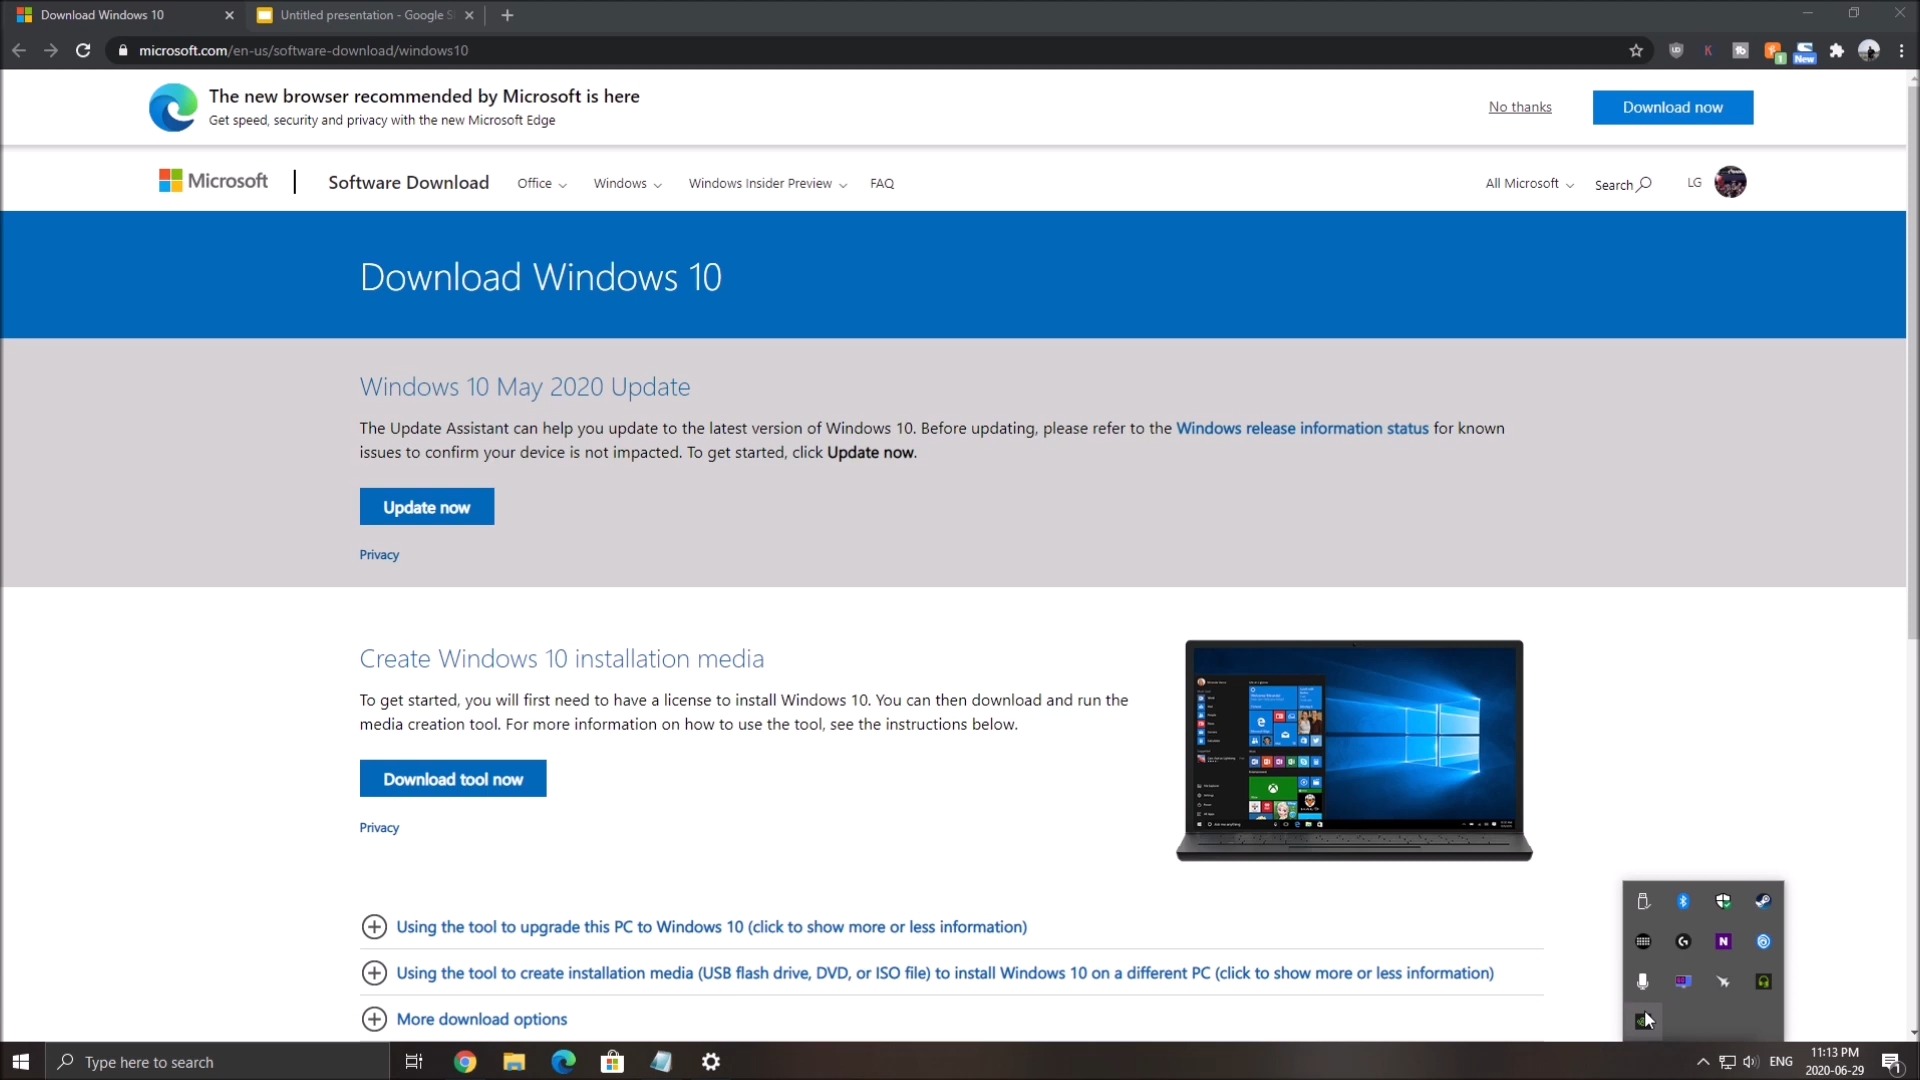 Download Windows 10
Untitled presentation - Google S
microsoft.com/en-us/software-download/windows10
New
1
The new browser recommended by Microsoft is here
Get speed, security and privacy with the new Microsoft Edge
No thanks
Download now
Microsoft
Software Download
Office
Windows
Windows Insider Preview
FAQ
All Microsoft
Search
LG
Download Windows 10
Windows 10 May 2020 Update
The Update Assistant can help you update to the latest version of Windows 10. Before updating, please refer to the Windows release information status for known
issues to confirm your device is not impacted. To get started, click Update now.
Update now
Privacy
Create Windows 10 installation media
To get started, you will first need to have a license to install Windows 10. You can then download and run the
media creation tool. For more information on how to use the tool, see the instructions below.
Download tool now
Privacy
Using the tool to upgrade this PC to Windows 10 (click to show more or less information)
Using the tool to create installation media (USB flash drive, DVD, or ISO file) to install Windows 10 on a different PC (click to show more or less information)
More download options
Type here to search
ENG
11:13 PM
2020-06-29
1